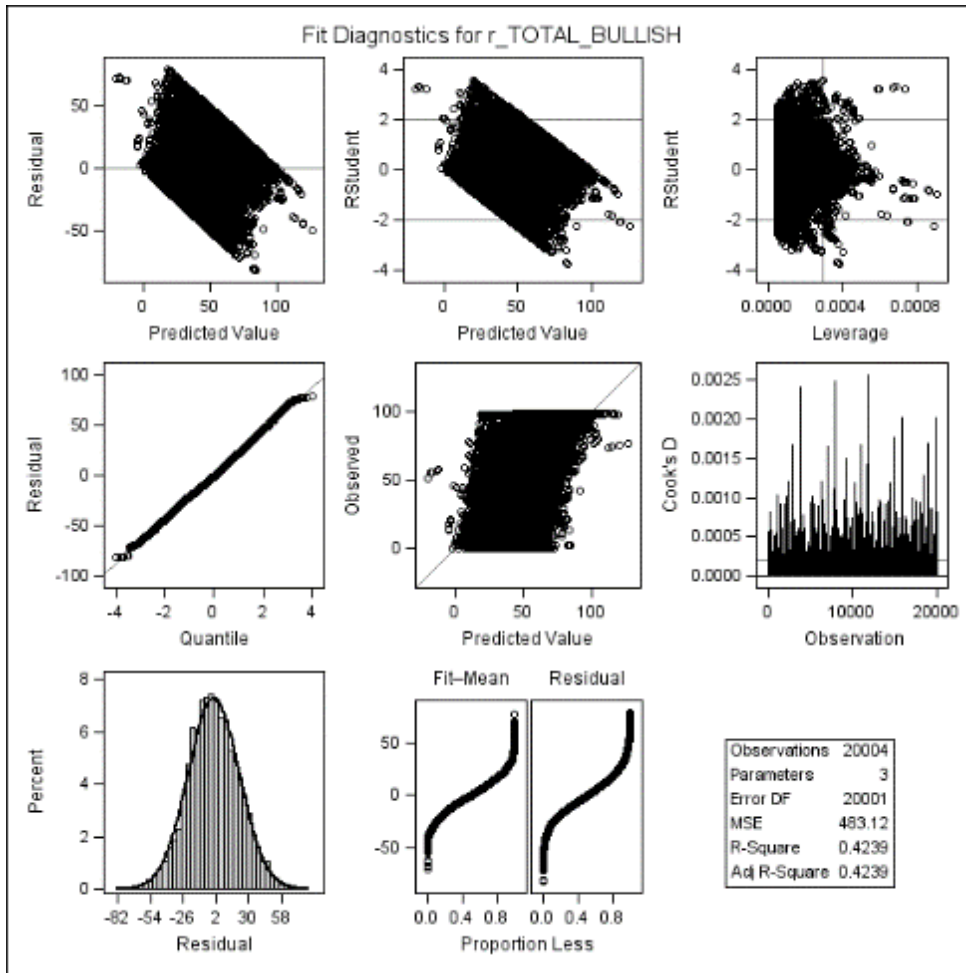 Fit Diagnostics for r_TOTAL_BULLISH
Residual
50
0
-50
0 50 100
Predicted Value
RStudent
4
2
0
-2
-4
0 50 100
Predicted Value
RStudent
4
2
0
-2
-4
0.0000 0.0004 0.0008
Leverage
Residual
100
50
0
-50
-100
-4 -2 0 2 4
Quantile
Observed
100
50
0
0 50 100
Predicted Value
Cook's D
0.0025
0.0020
0.0015
0.0010
0.0005
0.0000
0 10000 20000
Observation
Percent
8
6
4
2
0
-82 -54 -26 2 30 58
Residual
Fit–Mean Residual
50
0
-50
0.0 0.4 0.8 0.0 0.4 0.8
Proportion Less
Observations 20004
Parameters 3
Error DF 20001
MSE 483.12
R-Square 0.4239
Adj R-Square 0.4239